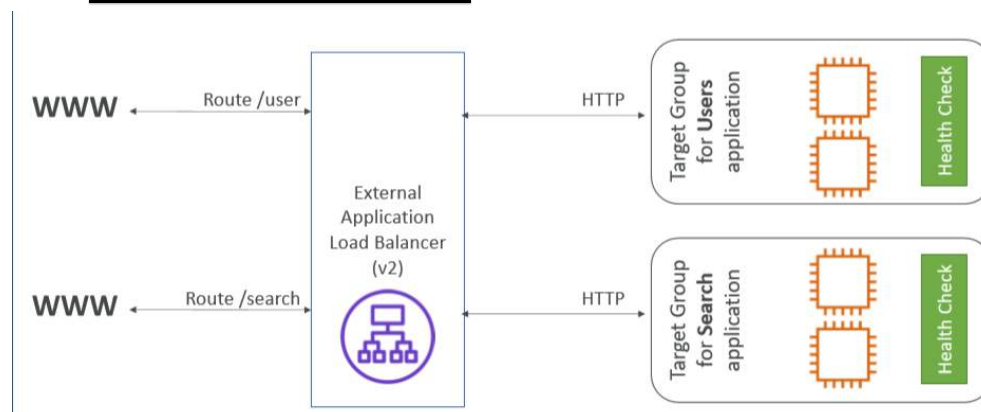 WWW
Route /user
HTTP
Target Group
for Users
application
Health Check
External
Application
Load Balancer
(v2)
WWW
Route /search
HTTP
Target Group
for Search
application
Health Check